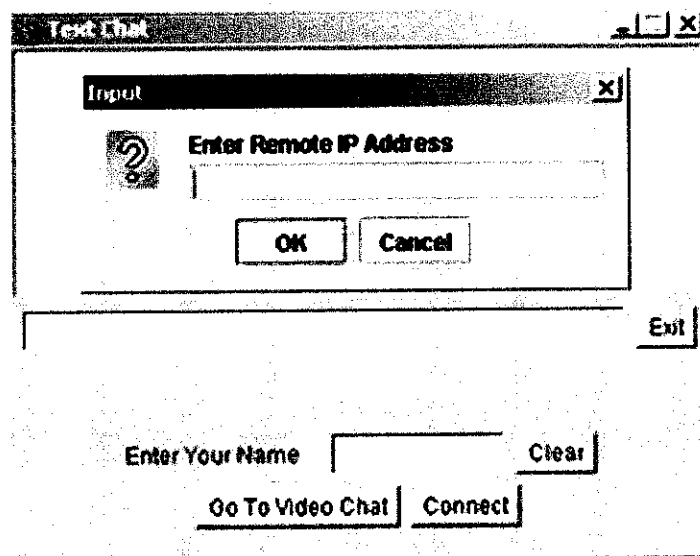 Text Chat
Input
Enter Remote IP Address
OK Cancel
Exit
Enter Your Name Clear
Go To Video Chat Connect